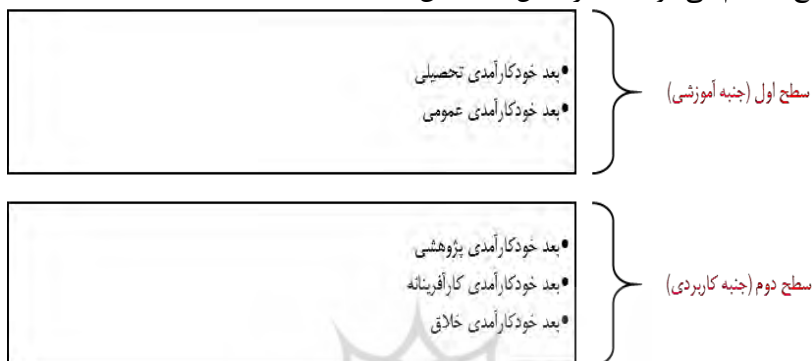 سطح اول (جنبه آموزشی)
•بعد خودکارآمدی تحصیلی
•بعد خودکارآمدی عمومی
سطح دوم (جنبه کاربردی)
•بعد خودکارآمدی پژوهشی
•بعد خودکارآمدی کارآفرینانه
•بعد خودکارآمدی خلاق